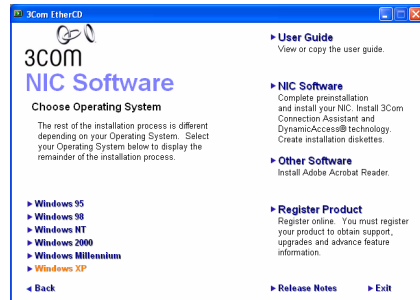 3Com EtherCD
3COM
NIC Software
Choose Operating System
The rest of the installation process is different
depending on your Operating System. Select
your Operating System below to display the
remainder of the installation process.
Windows 95
Windows 98
Windows NT
Windows 2000
Windows Millennium
Windows XP
Back
User Guide
View or copy the user guide.
NIC Software
Complete preinstallation
and install your NIC. Install 3Com
Connection Assistant and
DynamicAccess® technology.
Create installation diskettes.
Other Software
Install Adobe Acrobat Reader.
Register Product
Register online. You must register
your product to obtain support,
upgrades and advance feature
information.
Release Notes
Exit